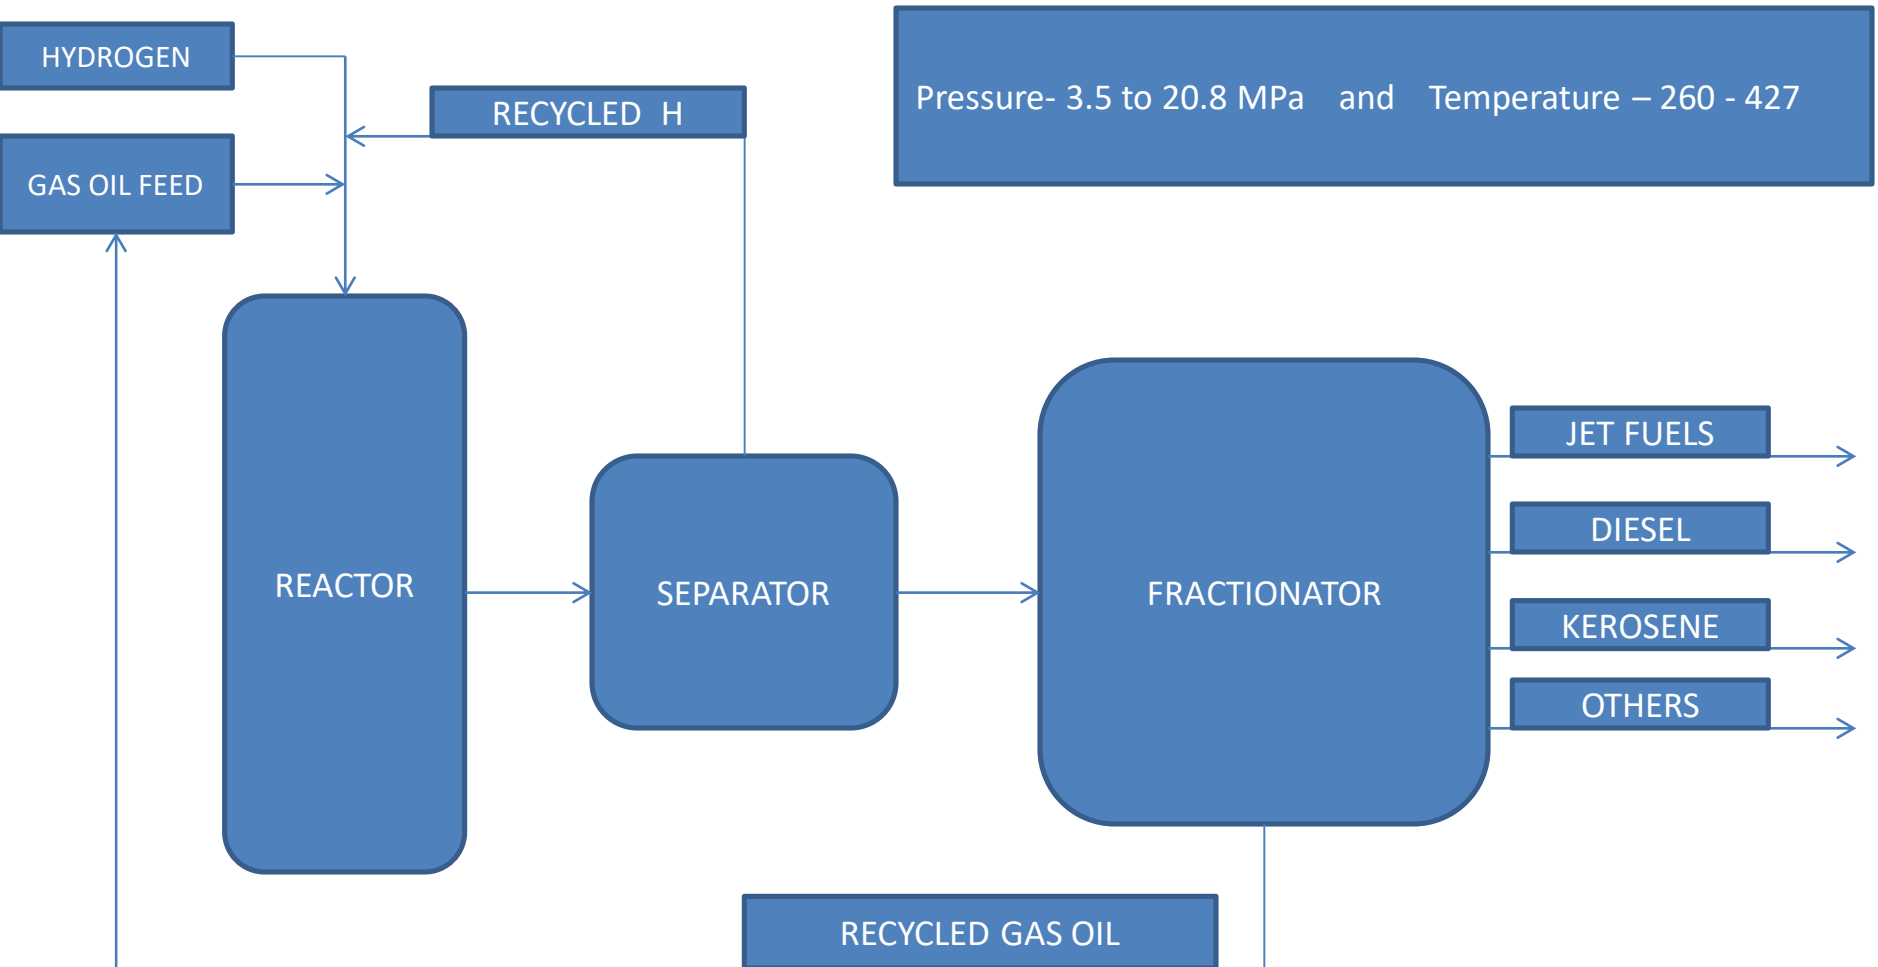 HYDROGEN
Pressure- 3.5 to 20.8 MPa and Temperature – 260 - 427
RECYCLED H
GAS OIL FEED
JET FUELS
DIESEL
REACTOR
SEPARATOR
FRACTIONATOR
KEROSENE
OTHERS
RECYCLED GAS OIL